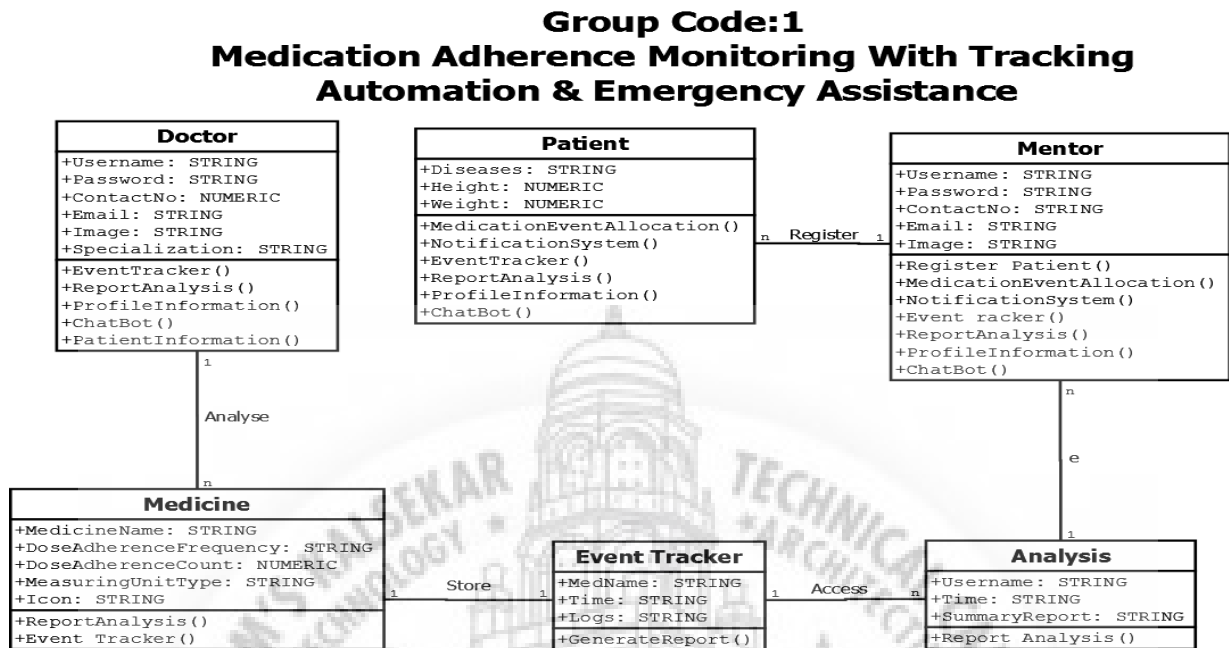 Group Code:1
Medication Adherence Monitoring With Tracking
Automation & Emergency Assistance
Doctor
+Username: STRING
+Password: STRING
+ContactNo: NUMERIC
+Email: STRING
+Image: STRING
+Specialization: STRING
+EventTracker()
+ReportAnalysis()
+ProfileInformation()
+ChatBot()
+PatientInformation()
Patient
+Diseases: STRING
+Height: NUMERIC
+Weight: NUMERIC
+MedicationEventAllocation()
+NotificationSystem()
+EventTracker()
+ReportAnalysis()
+ProfileInformation()
+ChatBot()
n Register 1
Mentor
+Username: STRING
+Password: STRING
+ContactNo: NUMERIC
+Email: STRING
+Image: STRING
+Register Patient()
+MedicationEventAllocation()
+NotificationSystem()
+Event racker()
+ReportAnalysis()
+ProfileInformation()
+ChatBot()
1
Analyse
n
n
e
1
Medicine
+MedicineName: STRING
+DoseAdherenceFrequency: STRING
+DoseAdherenceCount: NUMERIC
+MeasuringUnitType: STRING
+Icon: STRING
+ReportAnalysis()
+Event Tracker()
1 Store 1
Event Tracker
+MedName: STRING
+Time: STRING
+Logs: STRING
+GenerateReport()
1 Access n
Analysis
+Username: STRING
+Time: STRING
+SummaryReport: STRING
+Report Analysis()